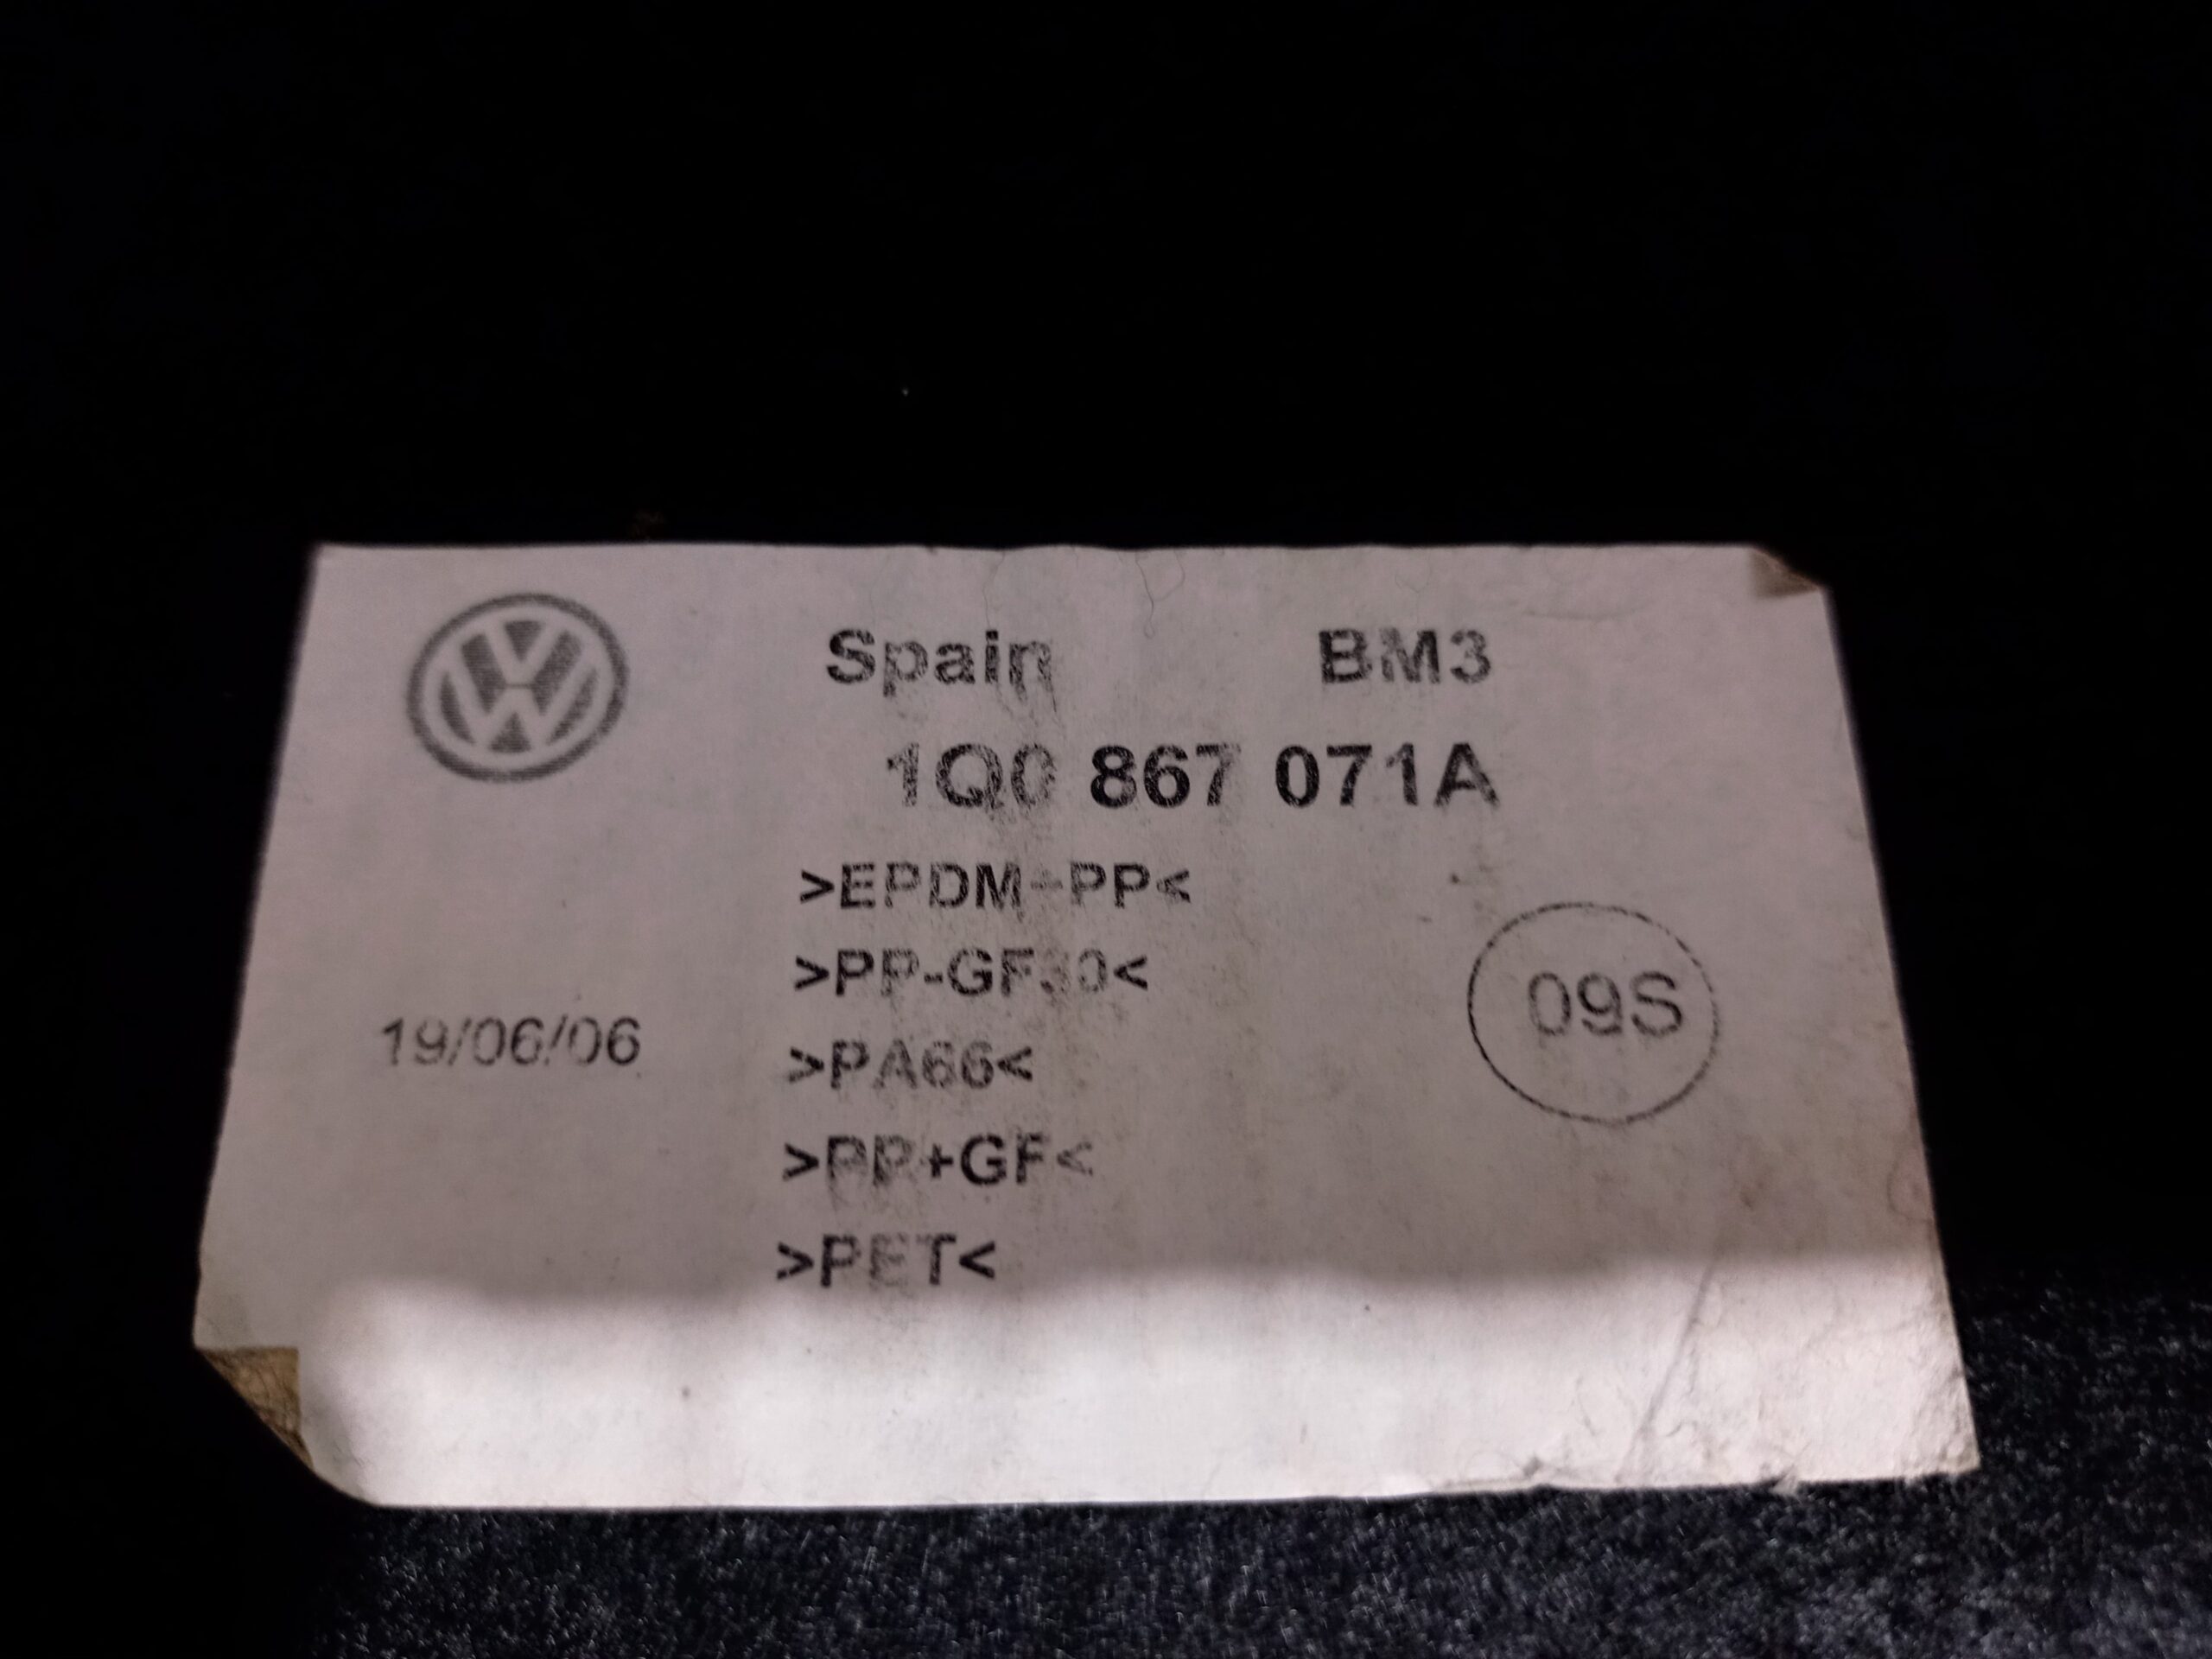 Spain BM3
1Q0 867 071A
>EPDM+PP<
>PP-GF30<
19/06/06
>PA66<
09S
>PP+GF<
>PET<